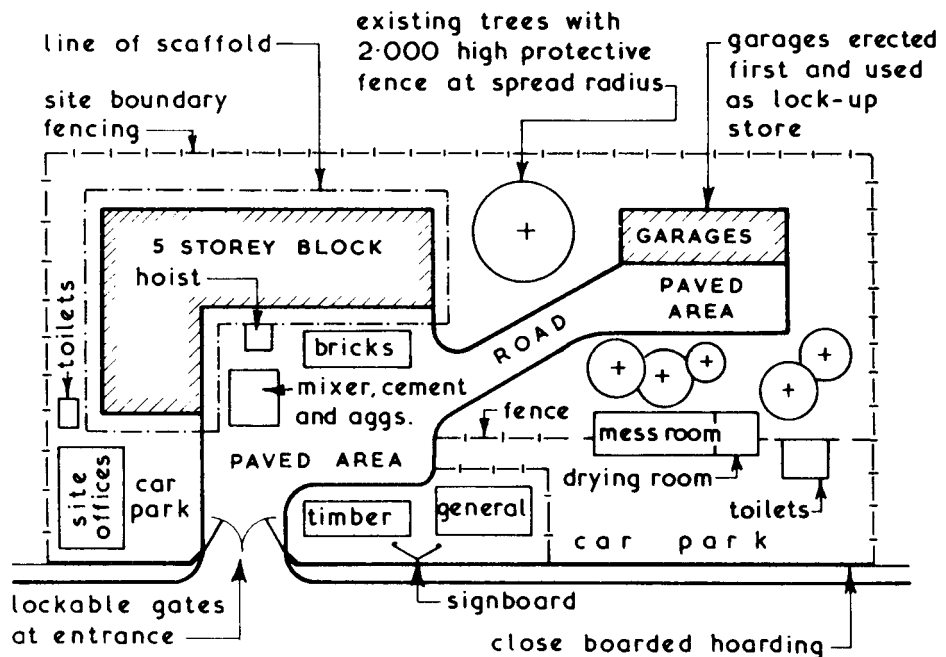 existing trees with
2·000 high protective
fence at spread radius
line of scaffold
garages erected
first and used
as lock-up
store
site boundary
fencing
5 STOREY BLOCK
GARAGES
hoist
PAVED
AREA
toilets
ROAD
bricks
mixer, cement
and aggs.
fence
mess room
PAVED AREA
drying room
site
offices
car
park
timber
general
toilets
car park
lockable gates
at entrance
signboard
close boarded hoarding